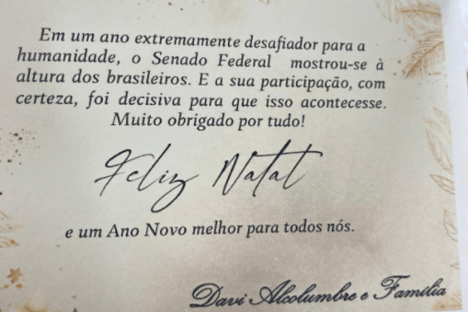 Em um ano extremamente desafiador para a
humanidade, o Senado Federal mostrou-se à
altura dos brasileiros. E a sua participação, com
certeza, foi decisiva para que isso acontecesse.
Muito obrigado por tudo!
Feliz Natal
e um Ano Novo melhor para todos nós.
Davi Alcolumbre e Família